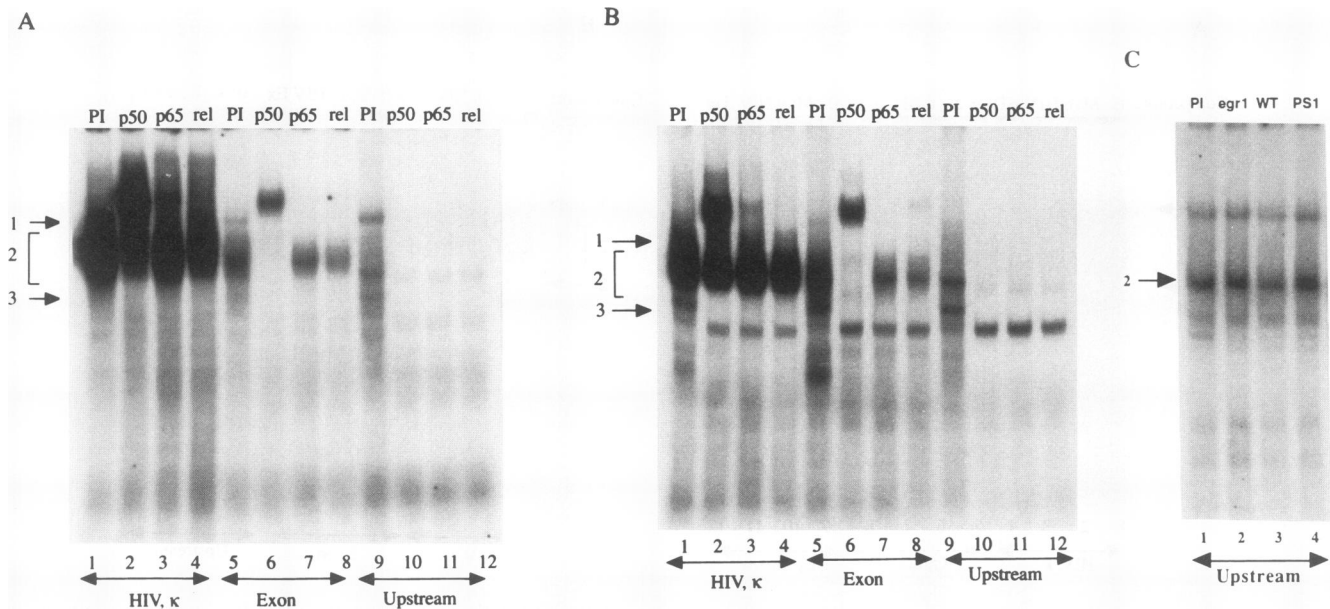 A
PI p50 p65 rel PI p50 p65 rel PI p50 p65 rel
1
2
3
1 2 3 4 5 6 7 8 9 10 11 12
HIV, κ Exon Upstream
B
PI p50 p65 rel PI p50 p65 rel PI p50 p65 rel
1
2
3
1 2 3 4 5 6 7 8 9 10 11 12
HIV, κ Exon Upstream
C
PI egr1 WT PS1
2
1 2 3 4
Upstream